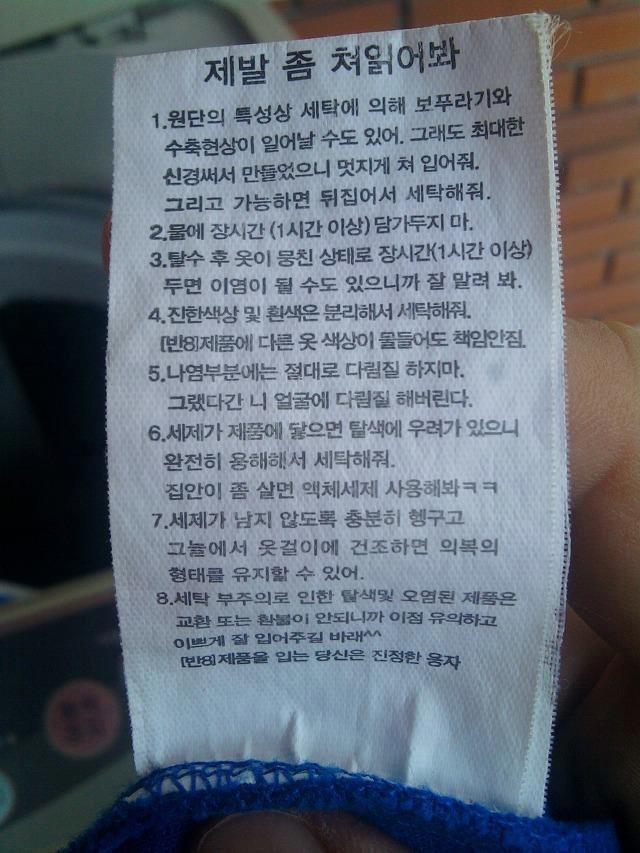 제발 좀 쳐읽어봐
1.원단의 특성상 세탁에 의해 보푸라기와
수축현상이 일어날 수도 있어. 그래도 최대한
신경써서 만들었으니 멋지게 쳐 입어줘.
그리고 가능하면 뒤집어서 세탁해줘.
2.물에 장시간 (1시간 이상) 담가두지 마.
3.탈수 후 옷이 뭉친 상태로 장시간(1시간 이상)
두면 이염이 될 수도 있으니까 잘 말려 봐.
4.진한색상 및 흰색은 분리해서 세탁해줘.
[반8]제품에 다른 옷 색상이 물들어도 책임안짐.
5.나염부분에는 절대로 다림질 하지마.
그랬다간 니 얼굴에 다림질 해버린다.
6.세제가 제품에 닿으면 탈색에 우려가 있으니
완전히 용해해서 세탁해줘.
집안이 좀 살면 액체세제 사용해봐ㅋㅋ
7.세제가 남지 않도록 충분히 헹구고
그늘에서 옷걸이에 건조하면 의복의
형태를 유지할 수 있어.
8.세탁 부주의로 인한 탈색및 오염된 제품은
교환 또는 환불이 안되니까 이점 유의하고
이쁘게 잘 입어주길 바래^^
[반8]제품을 입는 당신은 진정한 용자